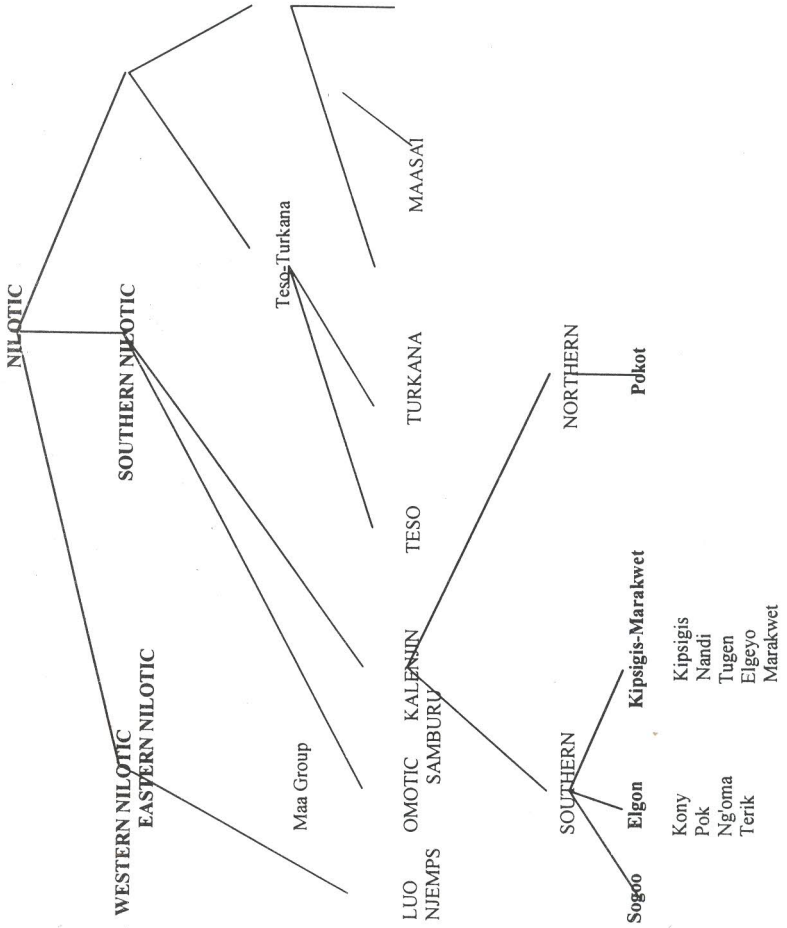 NILOTIC
WESTERN NILOTIC SOUTHERN NILOTIC
EASTERN NILOTIC
Maa Group Teso-Turkana
LUO OMOTIC KALENJIN TESO TURKANA MAASAI
NJEMPS SAMBURU
SOUTHERN NORTHERN
Sogoo Elgon Kipsigis-Marakwet Pokot
Kony Kipsigis
Pok Nandi
Ng'oma Tugen
Terik Elgeyo
Marakwet